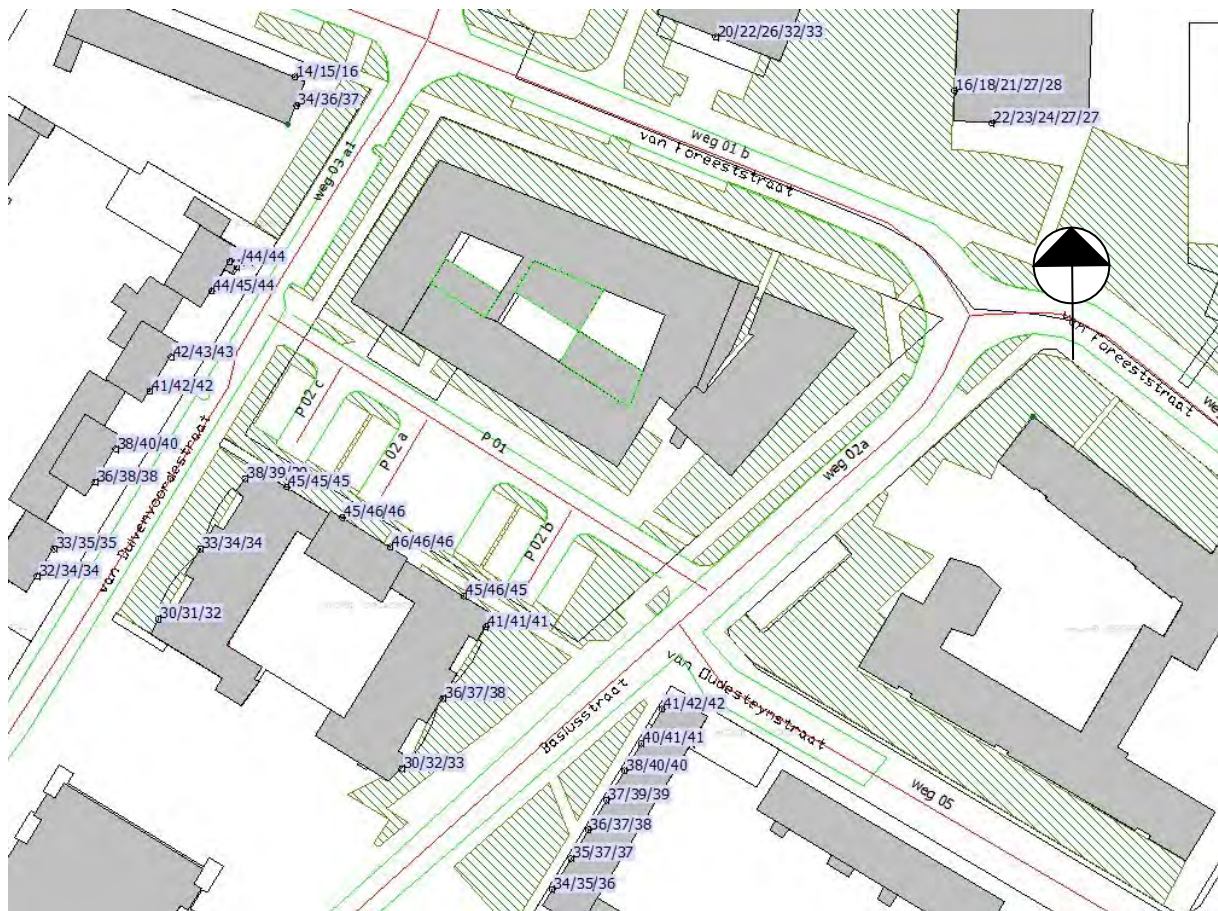 20/22/26/32/33
14/15/16
16/18/21/27/28
34/36/37
22/23/24/27/27
weg 01 b
van Foreeststraat
weg 03 a1
/44/44
44/45/44
van Foreeststraat
42/43/43
41/42/42
P 02 c
P 02 a
P 01
38/40/40
weg 02a
36/38/38
38/39/
45/45/45
45/46/46
P 02 b
46/46/46
33/35/35
33/34/34
32/34/34
van Duivenvoordestraat
45/46/45
30/31/32
41/41/41
van Oudesteynstraat
36/37/38
41/42/42
Basiusstraat
40/41/41
30/32/33
38/40/40
37/39/39
weg 05
36/37/38
35/37/37
34/35/36